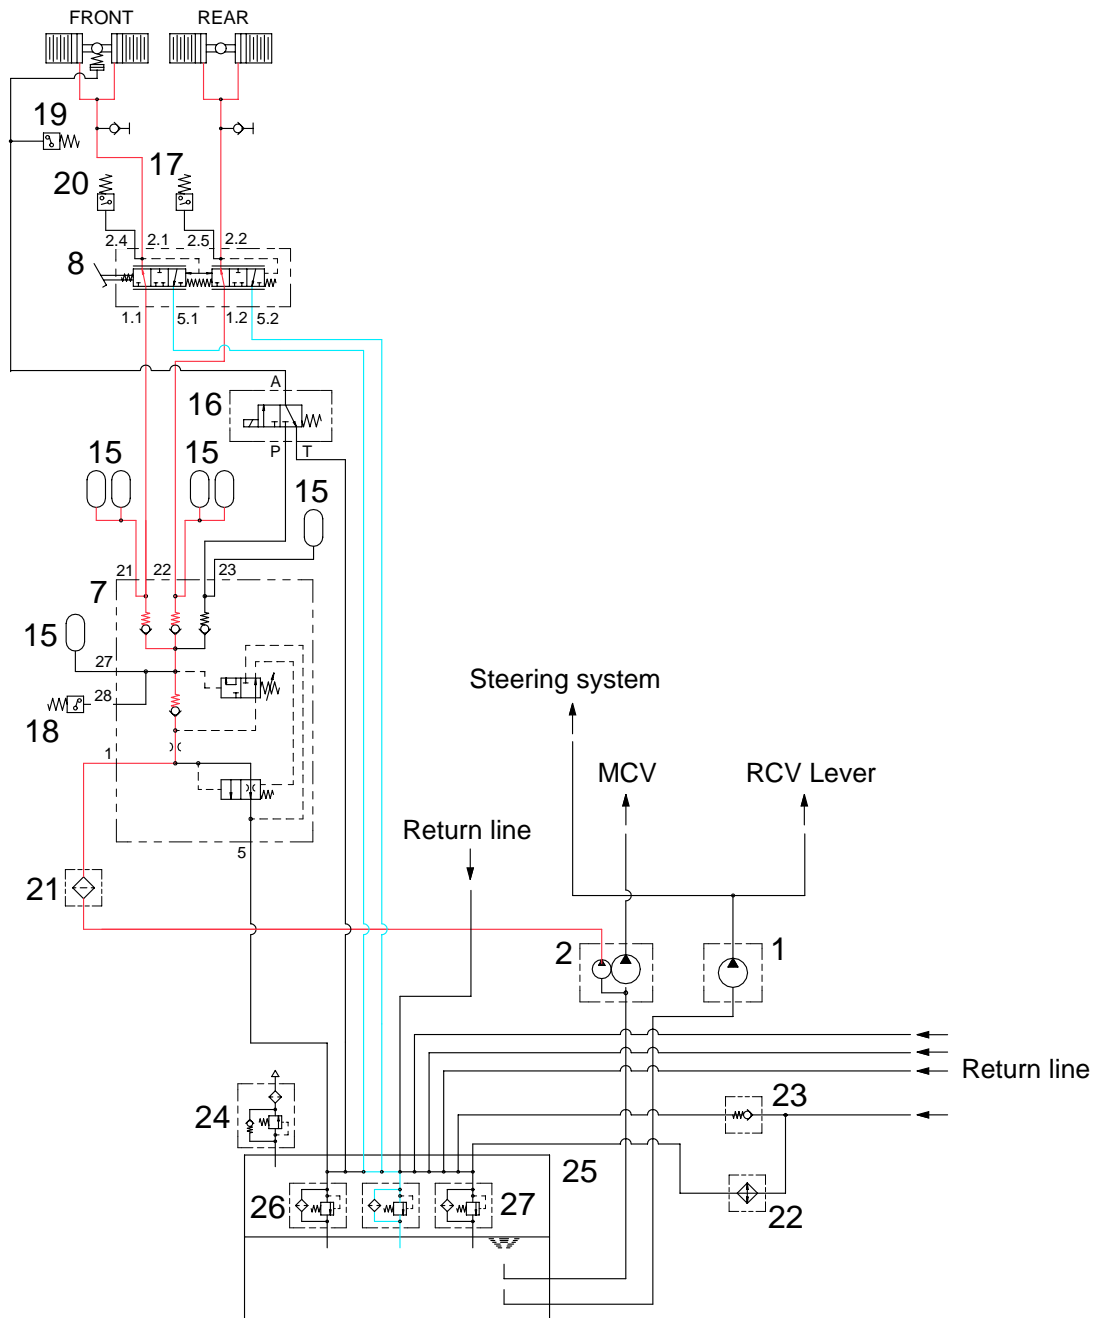 FRONT REAR
19
17
20
2.4 2.1 2.5 2.2
8
1.1 5.1 1.2 5.2
A
16
P T
15 15
15
21 22 23
7
15
27
28
18
1
5
Steering system
MCV RCV Lever
Return line
21
2 1
Return line
23
24
25
26 27
22